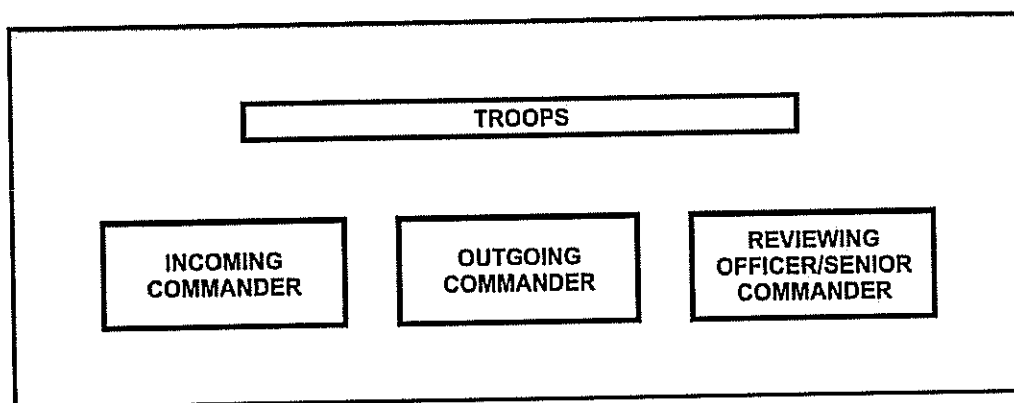 TROOPS
INCOMING
COMMANDER
OUTGOING
COMMANDER
REVIEWING
OFFICER/SENIOR
COMMANDER